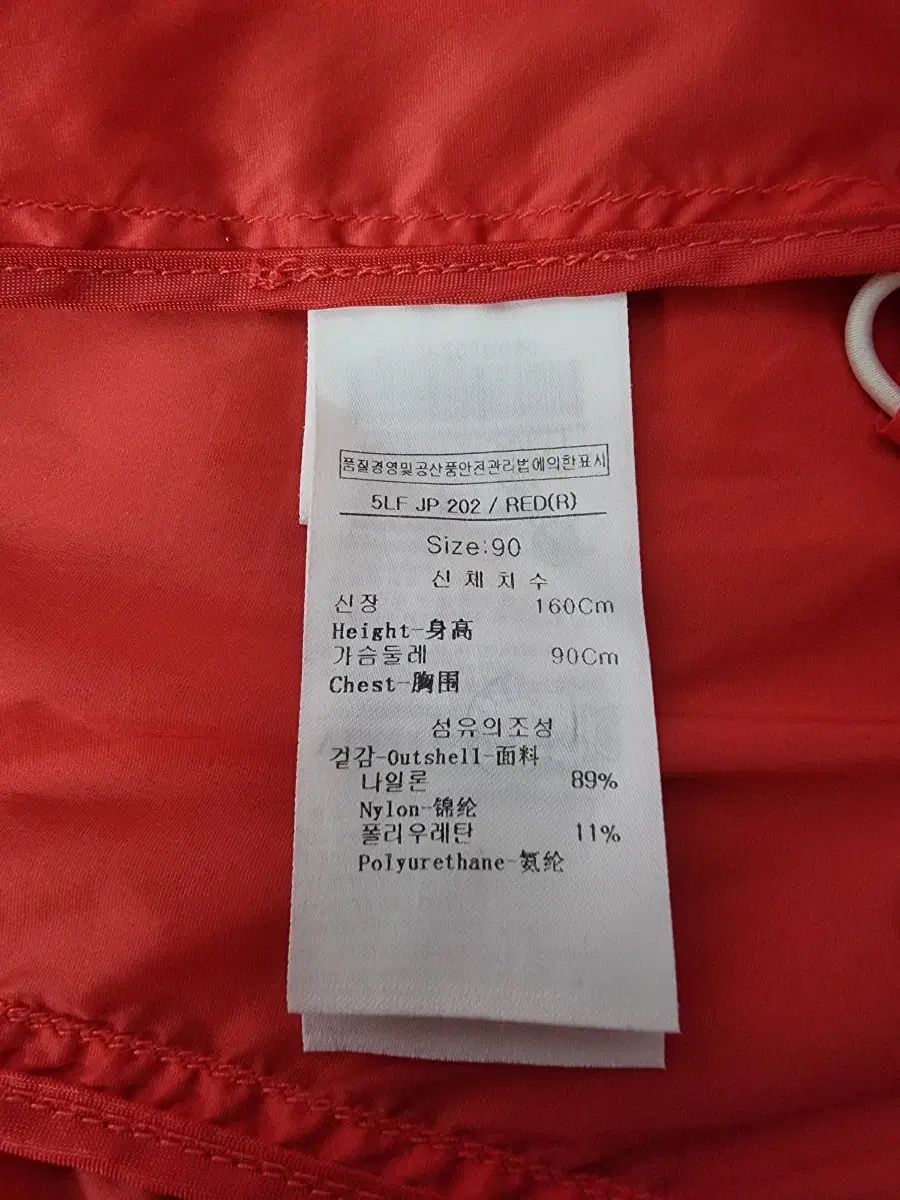 품질경영및공산품안전관리법에의한표시
5LF JP 202 / RED(R)
Size:90
신 체 치 수
신장 160Cm
Height-身高
가슴둘레 90Cm
Chest-胸围
섬유의조성
겉감-Outshell-面料
나일론 89%
Nylon-锦纶
폴리우레탄 11%
Polyurethane-氨纶